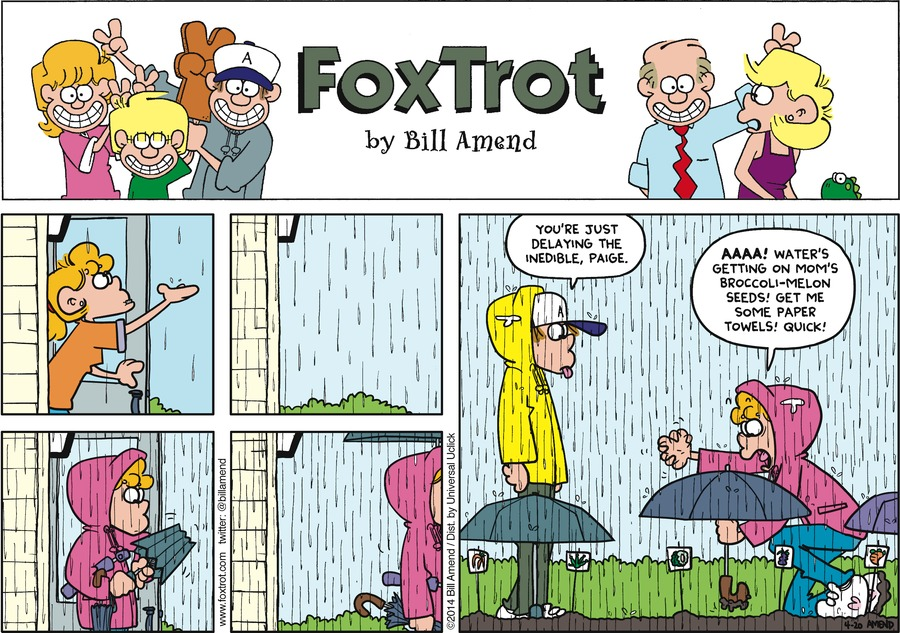 A
FoxTrot
by Bill Amend
www.foxtrot.com twitter: @billamend
©2014 Bill Amend / Dist. by Universal Uclick
YOU'RE JUST
DELAYING THE
INEDIBLE, PAIGE.
A
AAAA! WATER'S
GETTING ON MOM'S
BROCCOLI-MELON
SEEDS! GET ME
SOME PAPER
TOWELS! QUICK!
4-20 AMEND